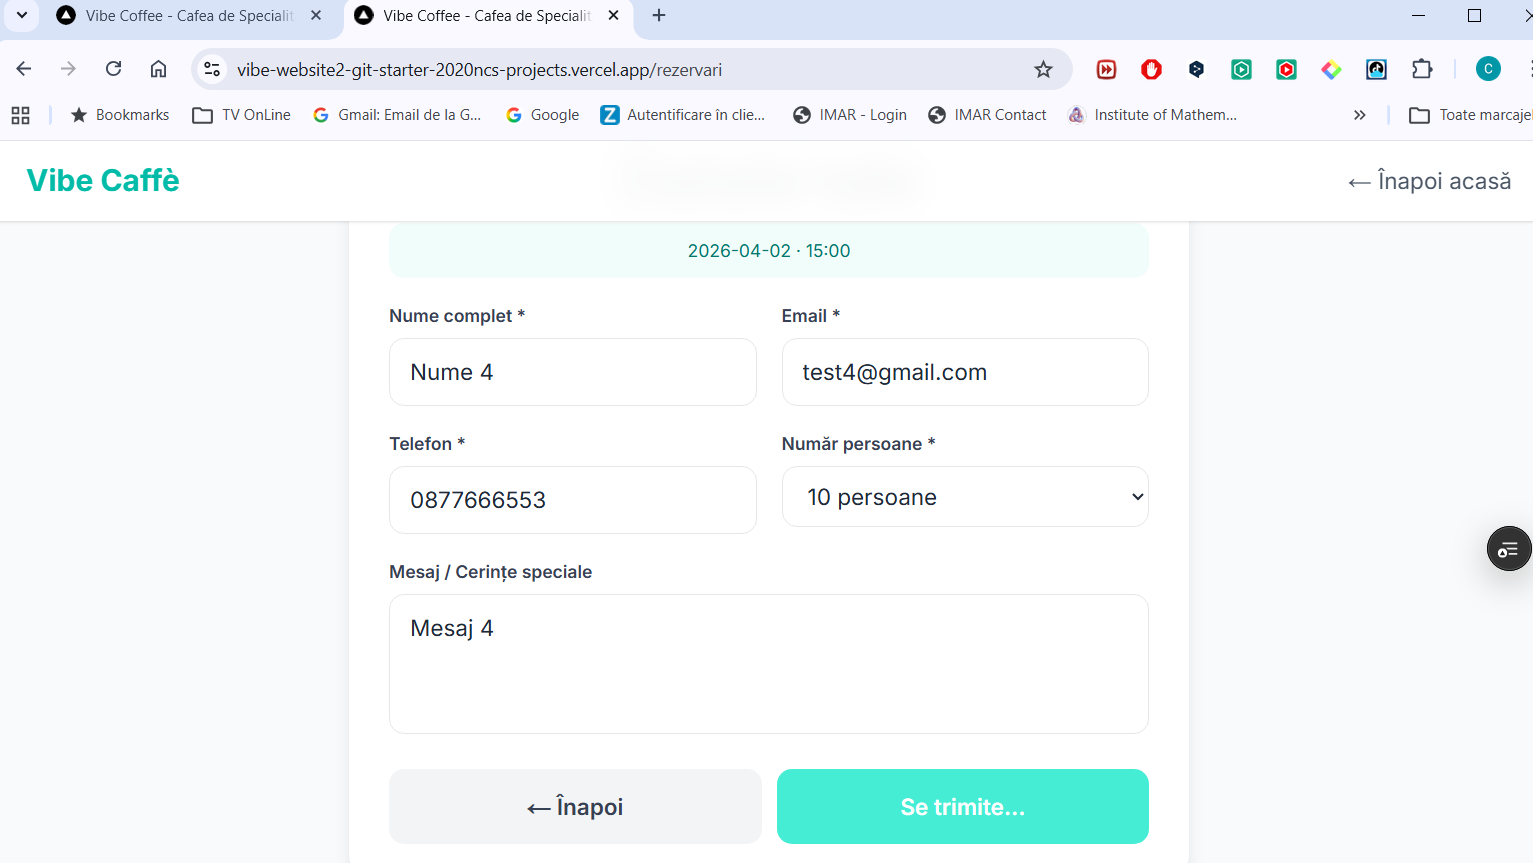 Vibe Coffee - Cafea de Specialit
Vibe Coffee - Cafea de Specialit
vibe-website2-git-starter-2020ncs-projects.vercel.app/rezervari
C
Bookmarks
TV OnLine
Gmail: Email de la G...
Google
Z
Autentificare în clie...
IMAR - Login
IMAR Contact
Institute of Mathem...
»
Toate marcajel
Vibe Caffè
← Înapoi acasă
2026-04-02 · 15:00
Nume complet *
Email *
Nume 4
test4@gmail.com
Telefon *
Număr persoane *
0877666553
10 persoane
Mesaj / Cerințe speciale
Mesaj 4
← Înapoi
Se trimite...